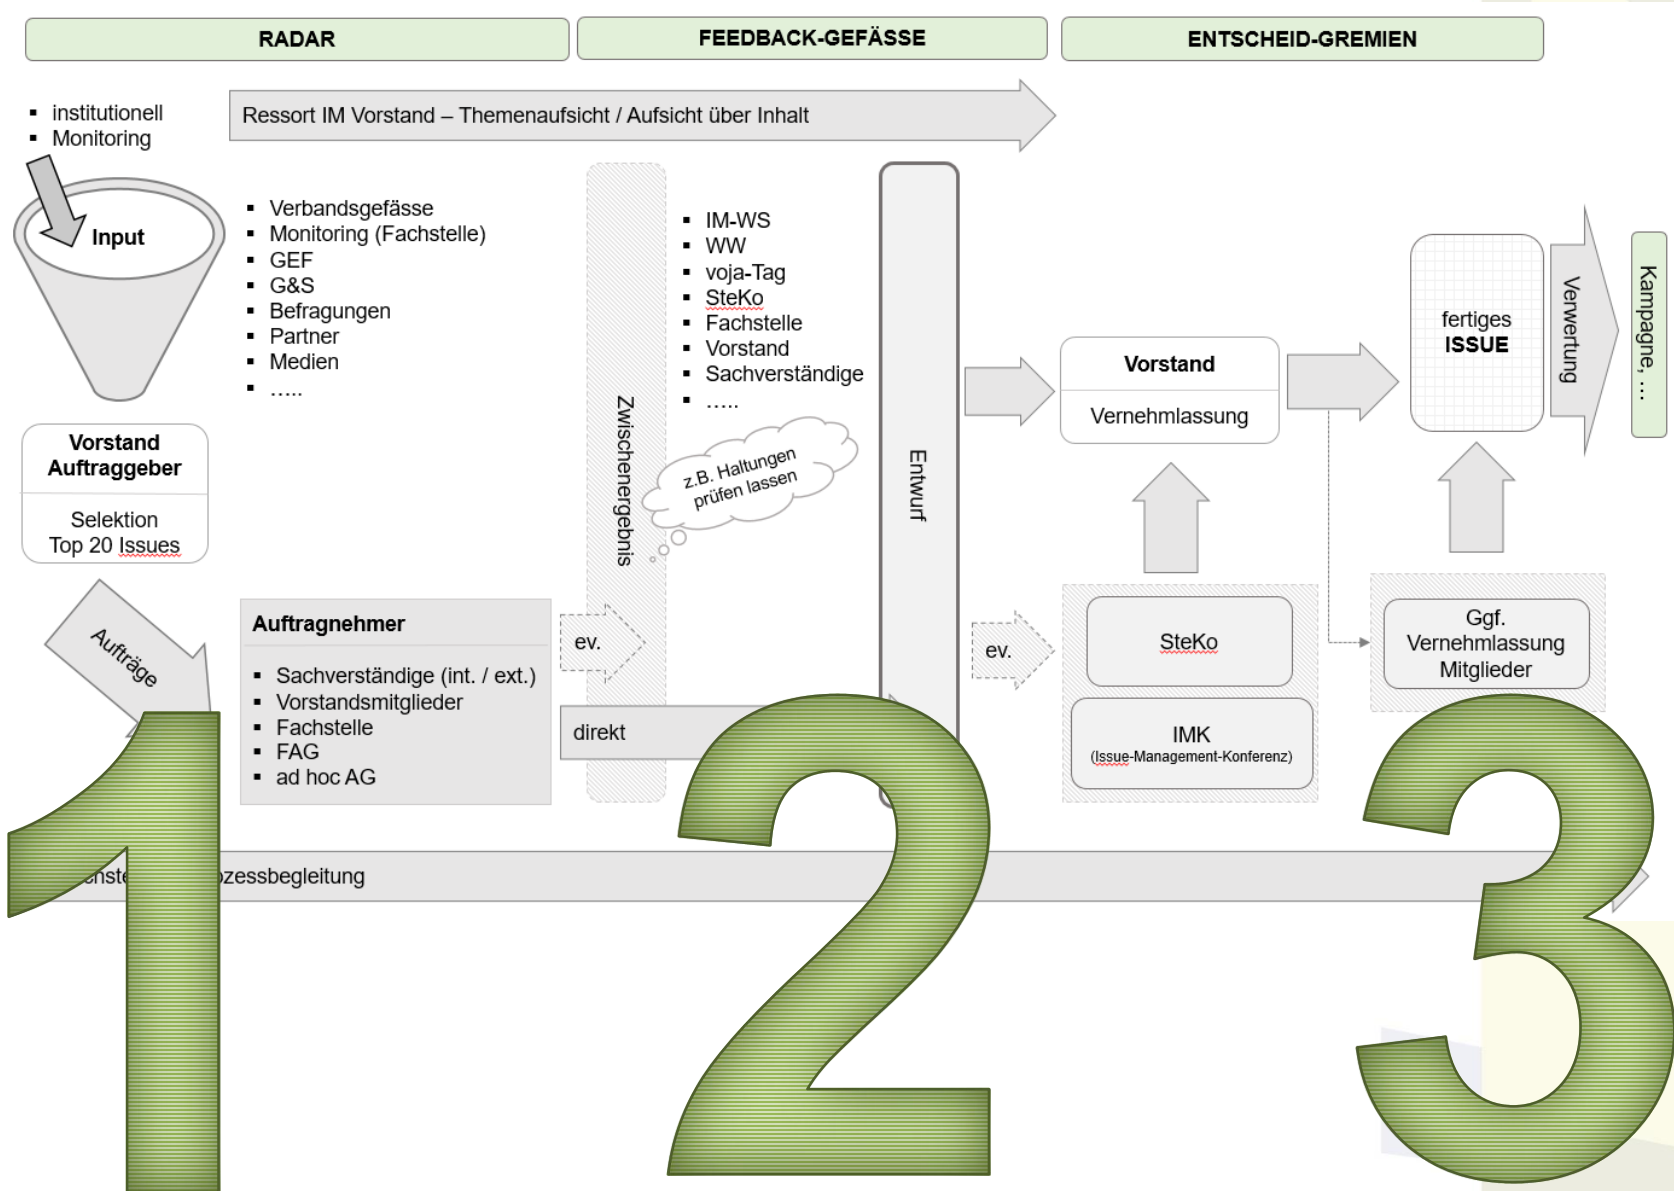 RADAR
FEEDBACK-GEFÄSSE
ENTSCHEID-GREMIEN
▪ institutionell
▪ Monitoring
Ressort IM Vorstand – Themenaufsicht / Aufsicht über Inhalt
Input
▪ Verbandsgefässe
▪ Monitoring (Fachstelle)
▪ GEF
▪ G&S
▪ Befragungen
▪ Partner
▪ Medien
▪ …..
Vorstand
Auftraggeber
Selektion
Top 20 Issues
Aufträge
Auftragnehmer
▪ Sachverständige (int. / ext.)
▪ Vorstandsmitglieder
▪ Fachstelle
▪ FAG
▪ ad hoc AG
ev.
direkt
Zwischenergebnis
▪ IM-WS
▪ WW
▪ voja-Tag
▪ SteKo
▪ Fachstelle
▪ Vorstand
▪ Sachverständige
▪ …..
z.B. Haltungen
prüfen lassen
Entwurf
ev.
Vorstand
Vernehmlassung
SteKo
IMK
(Issue-Management-Konferenz)
fertiges
ISSUE
Ggf.
Vernehmlassung
Mitglieder
Verwertung
Kampagne, …
1
2
3